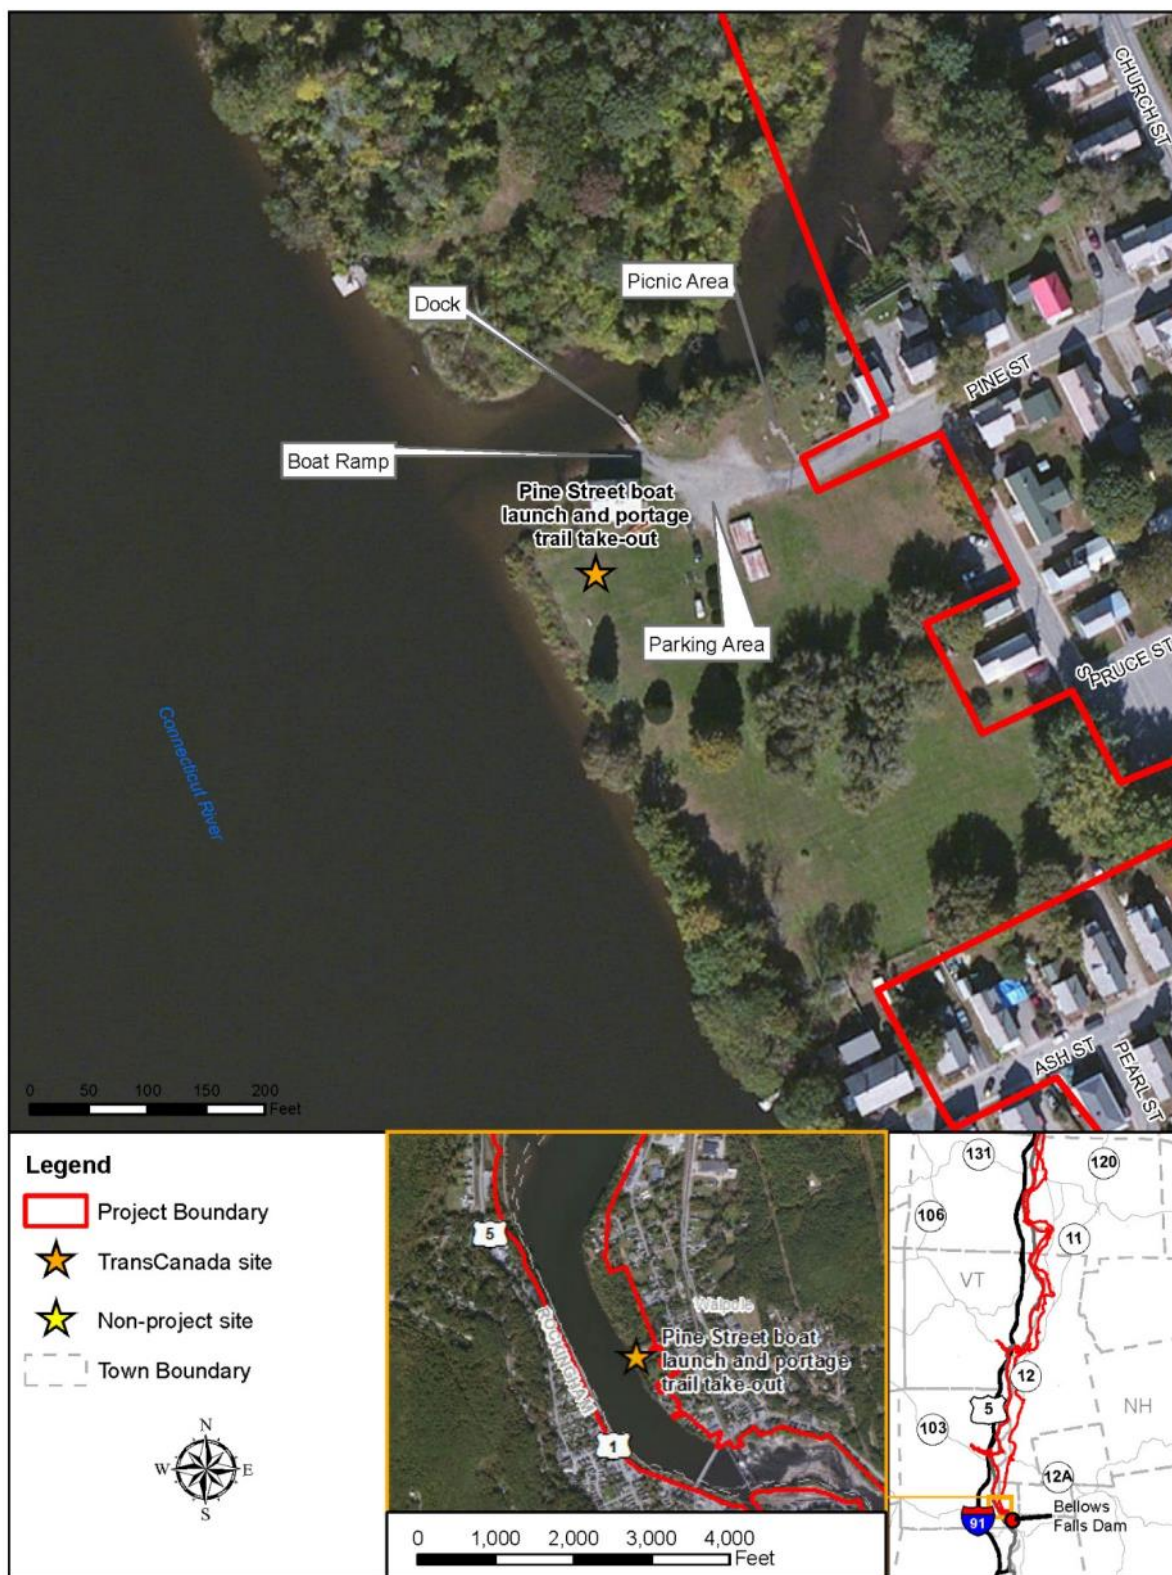 CHURCH ST
Picnic Area
Dock
PINE ST
Boat Ramp
Pine Street boat
launch and portage
trail take-out
Parking Area
SPRUCE ST
Connecticut River
ASH ST
PEARL ST
0 50 100 150 200
Feet
Legend
Project Boundary
TransCanada site
Non-project site
Town Boundary
N
W E
S
5
ROCKINGHAM
Walpole
Pine Street boat
launch and portage
trail take-out
1
0 1,000 2,000 3,000 4,000
Feet
131
120
106
11
VT
12
5
NH
103
12A
91
Bellows
Falls Dam